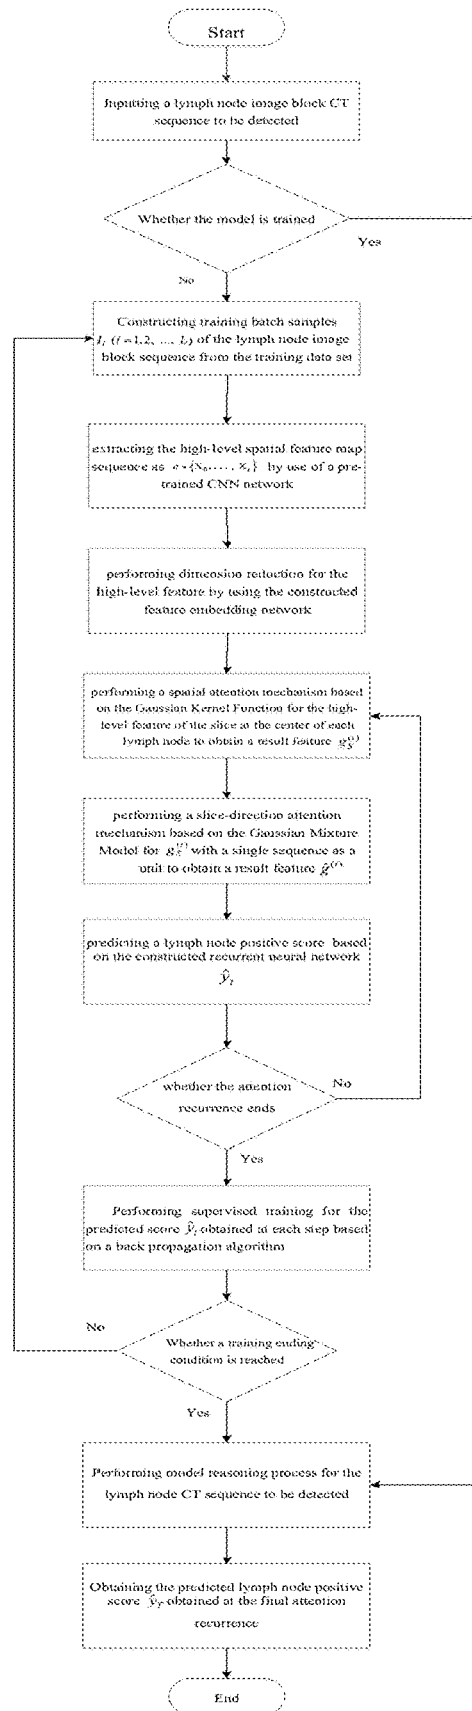 Start
Inputting a lymph node image block CT
sequence to be detected
Whether the model is trained
Yes
No
Constructing training batch samples
(i=1,2, ..., L) of the lymph node image
block sequence from the training data set
extracting the high-level spatial feature map
sequence as by use of a pre-
trained CNN network
performing dimension reduction for the
high-level feature by using the constructed
feature embedding network
performing a spatial attention mechanism based
on the Gaussian Kernel Function for the high-
level feature of the slice at the center of each
lymph node to obtain a result feature
performing a slice-direction attention
mechanism based on the Gaussian Mixture
Model for with a single sequence as a
unit to obtain a result feature
predicting a lymph node positive score based
on the constructed recurrent neural network
ŷₜ
whether the attention
recurrence ends
No
Yes
Performing supervised training for the
predicted score ŷₜ obtained at each step based
on a back propagation algorithm
No
Whether a training ending
condition is reached
Yes
Performing model reasoning process for the
lymph node CT sequence to be detected
Obtaining the predicted lymph node positive
score obtained at the final attention
recurrence
End